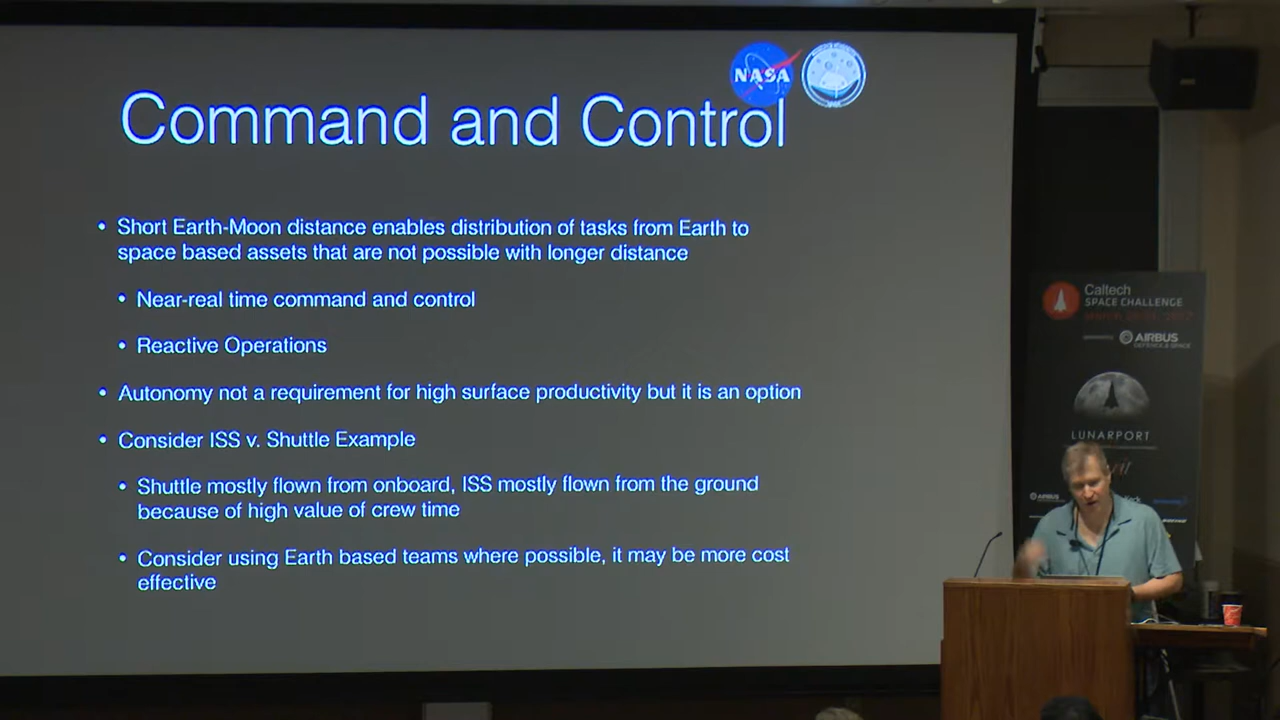 NASA
Command and Control
• Short Earth-Moon distance enables distribution of tasks from Earth to
space based assets that are not possible with longer distance
• Near-real time command and control
• Reactive Operations
• Autonomy not a requirement for high surface productivity but it is an option
• Consider ISS v. Shuttle Example
• Shuttle mostly flown from onboard, ISS mostly flown from the ground
because of high value of crew time
• Consider using Earth based teams where possible, it may be more cost
effective
Caltech
SPACE CHALLENGE
AIRBUS
DEFENCE & SPACE
LUNARPORT
AIRBUS